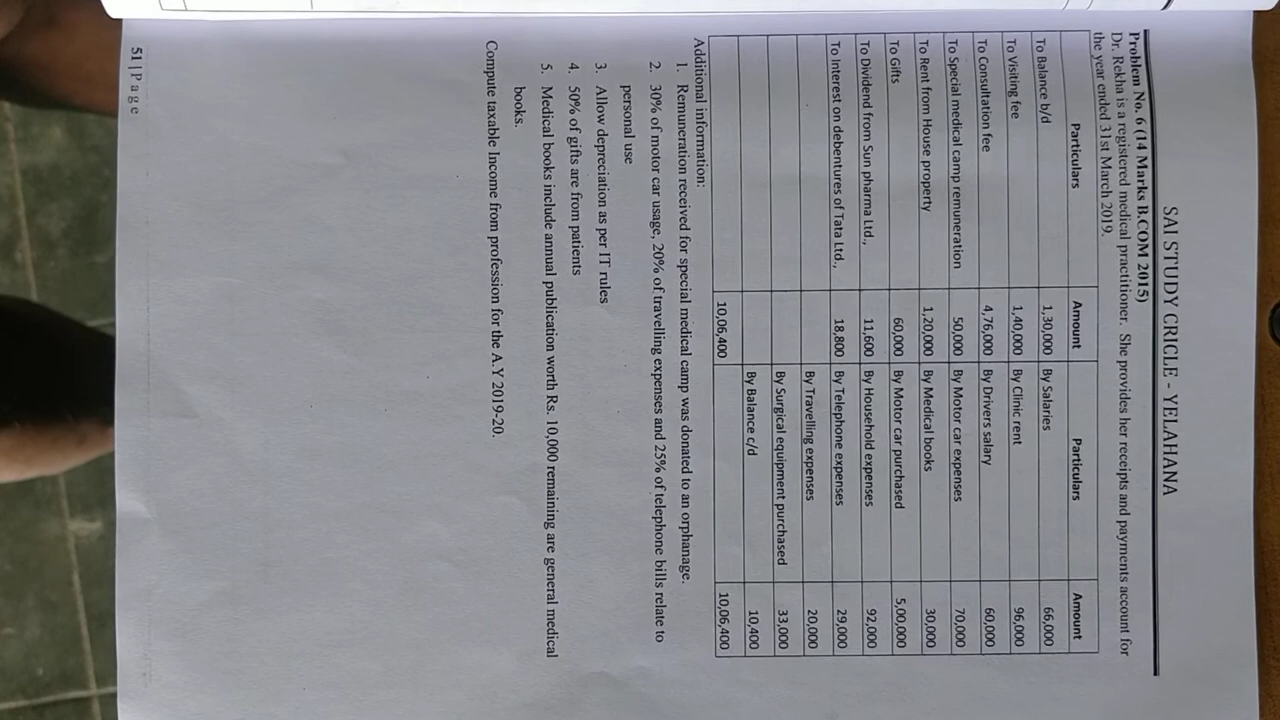 SAI STUDY CRICLE - YELAHANA
Problem No. 6 (14 Marks B.COM 2015)
Dr. Rekha is a registered medical practitioner. She provides her receipts and payments account for
the year ended 31st March 2019.
Particulars Amount Particulars Amount
To Balance b/d 1,30,000 By Salaries 66,000
To Visiting fee 1,40,000 By Clinic rent 96,000
To Consultation fee 4,76,000 By Drivers salary 60,000
To Special medical camp remuneration 50,000 By Motor car expenses 70,000
To Rent from House property 1,20,000 By Medical books 30,000
To Gifts 60,000 By Motor car purchased 5,00,000
To Dividend from Sun pharma Ltd., 11,600 By Household expenses 92,000
To Interest on debentures of Tata Ltd., 18,800 By Telephone expenses 29,000
By Travelling expenses 20,000
By Surgical equipment purchased 33,000
By Balance c/d 10,400
10,06,400 10,06,400
Additional information:
1. Remuneration received for special medical camp was donated to an orphanage.
2. 30% of motor car usage, 20% of travelling expenses and 25% of telephone bills relate to
personal use
3. Allow depreciation as per IT rules
4. 50% of gifts are from patients
5. Medical books include annual publication worth Rs. 10,000 remaining are general medical
books.
Compute taxable Income from profession for the A.Y 2019-20.
51 | Page